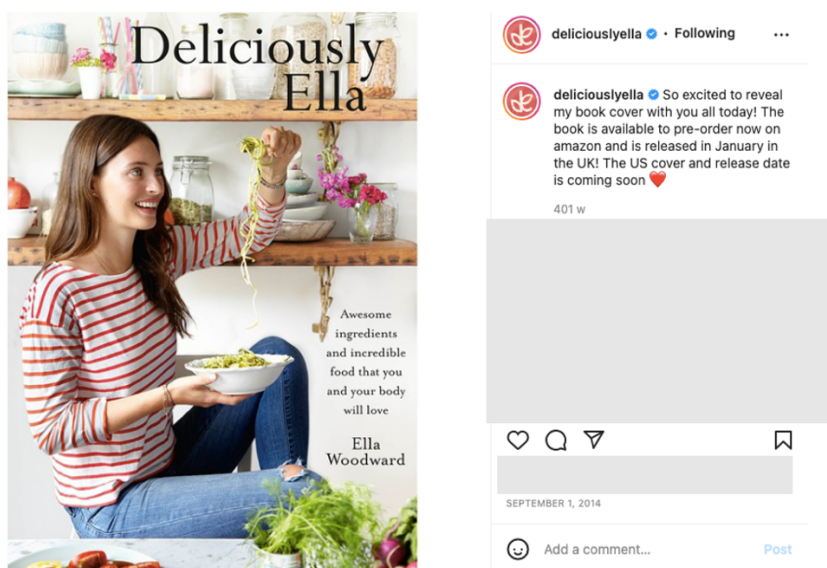 Deliciously
Ella
Awesome
ingredients
and incredible
food that you
and your body
will love
Ella
Woodward
deliciouslyella • Following
deliciouslyella So excited to reveal
my book cover with you all today! The
book is available to pre-order now on
amazon and is released in January in
the UK! The US cover and release date
is coming soon ❤️
401 w
SEPTEMBER 1, 2014
Add a comment... Post